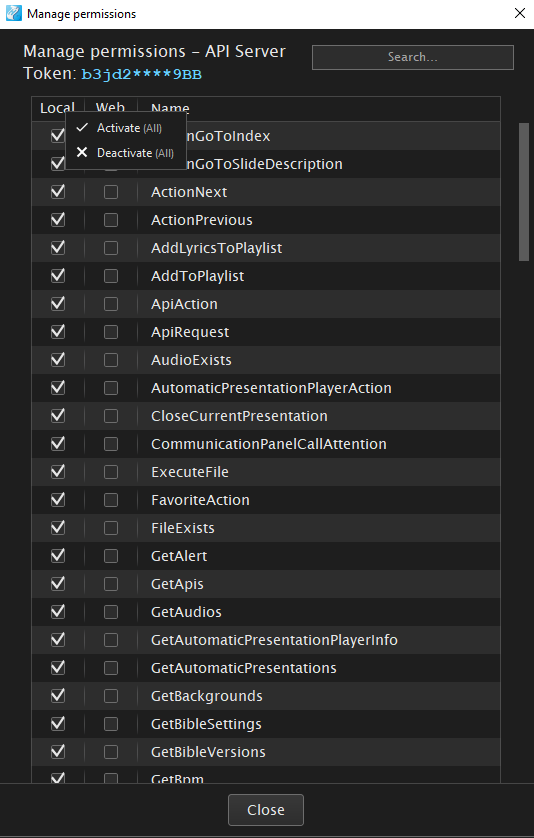 Manage permissions
Manage permissions - API Server
Search...
Token: b3jd2****9BB
Local Web Name
Activate (All)
nGoToIndex
Deactivate (All)
nGoToSlideDescription
ActionNext
ActionPrevious
AddLyricsToPlaylist
AddToPlaylist
ApiAction
ApiRequest
AudioExists
AutomaticPresentationPlayerAction
CloseCurrentPresentation
CommunicationPanelCallAttention
ExecuteFile
FavoriteAction
FileExists
GetAlert
GetApis
GetAudios
GetAutomaticPresentationPlayerInfo
GetAutomaticPresentations
GetBackgrounds
GetBibleSettings
GetBibleVersions
GetBpm
Close